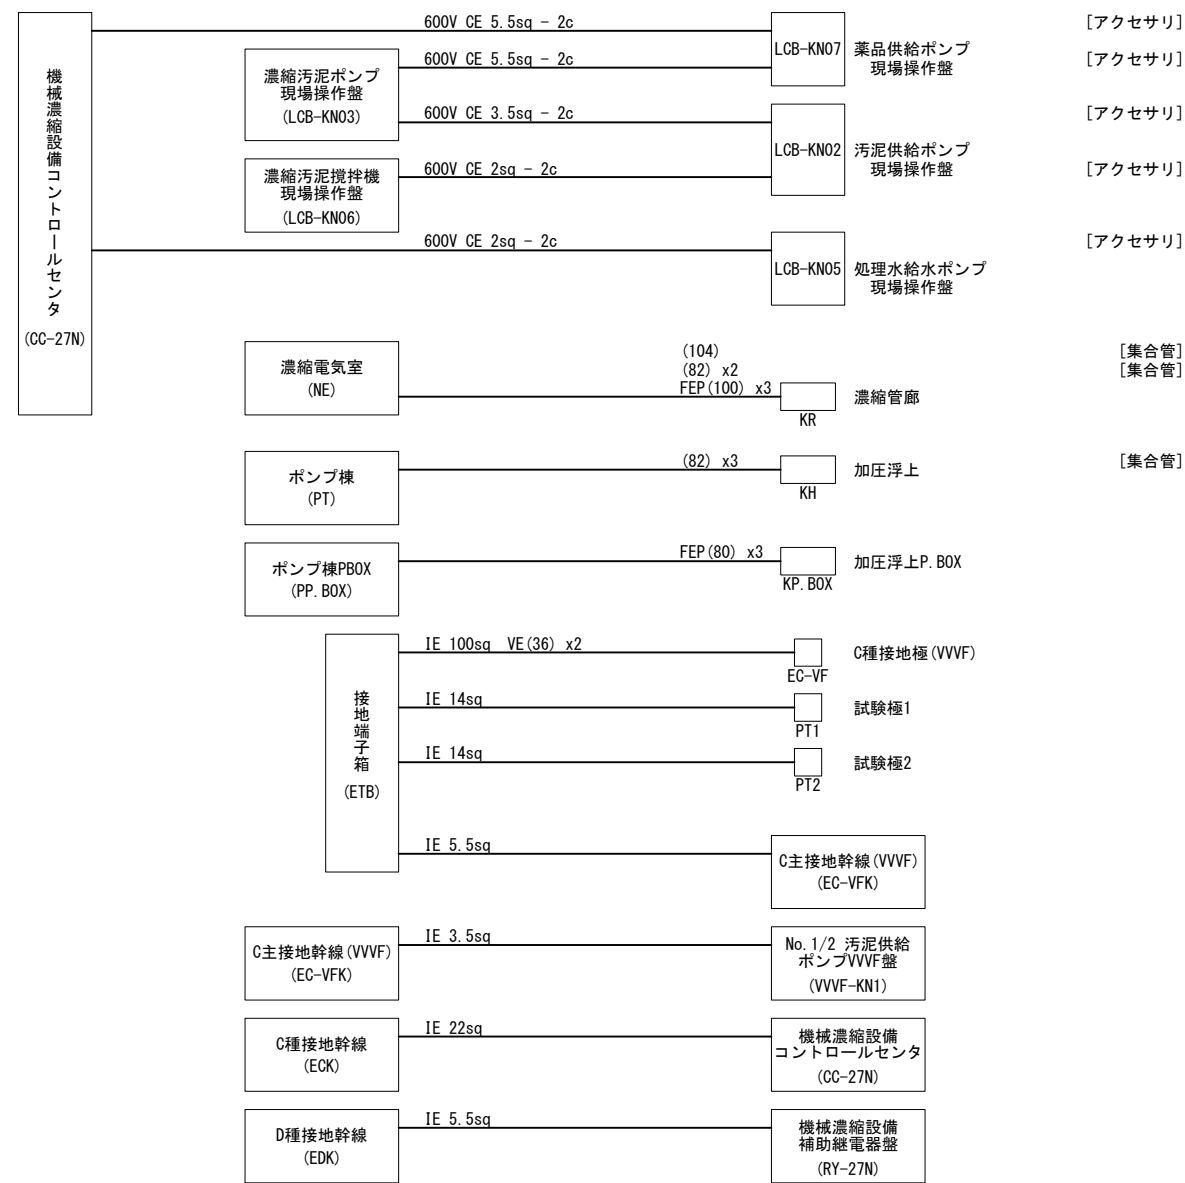 600V CE 5.5sq - 2c
[アクセサリ]
LCB-KN07
薬品供給ポンプ
現場操作盤
600V CE 5.5sq - 2c
[アクセサリ]
機械濃縮設備コントロールセンタ
(CC-27N)
濃縮汚泥ポンプ
現場操作盤
(LCB-KN03)
600V CE 3.5sq - 2c
[アクセサリ]
LCB-KN02
汚泥供給ポンプ
現場操作盤
濃縮汚泥撹拌機
現場操作盤
(LCB-KN06)
600V CE 2sq - 2c
[アクセサリ]
600V CE 2sq - 2c
[アクセサリ]
LCB-KN05
処理水給水ポンプ
現場操作盤
濃縮電気室
(NE)
(104)
(82) x2
FEP(100) x3
KR
濃縮管廊
[集合管]
[集合管]
ポンプ棟
(PT)
(82) x3
KH
加圧浮上
[集合管]
ポンプ棟PBOX
(PP.BOX)
FEP(80) x3
KP.BOX
加圧浮上P.BOX
接地端子箱
(ETB)
IE 100sq VE(36) x2
EC-VF
C種接地極(VVVF)
IE 14sq
PT1
試験極1
IE 14sq
PT2
試験極2
IE 5.5sq
C主接地幹線(VVVF)
(EC-VFK)
C主接地幹線(VVVF)
(EC-VFK)
IE 3.5sq
No.1/2 汚泥供給
ポンプVVVF盤
(VVVF-KN1)
C種接地幹線
(ECK)
IE 22sq
機械濃縮設備
コントロールセンタ
(CC-27N)
D種接地幹線
(EDK)
IE 5.5sq
機械濃縮設備
補助継電器盤
(RY-27N)